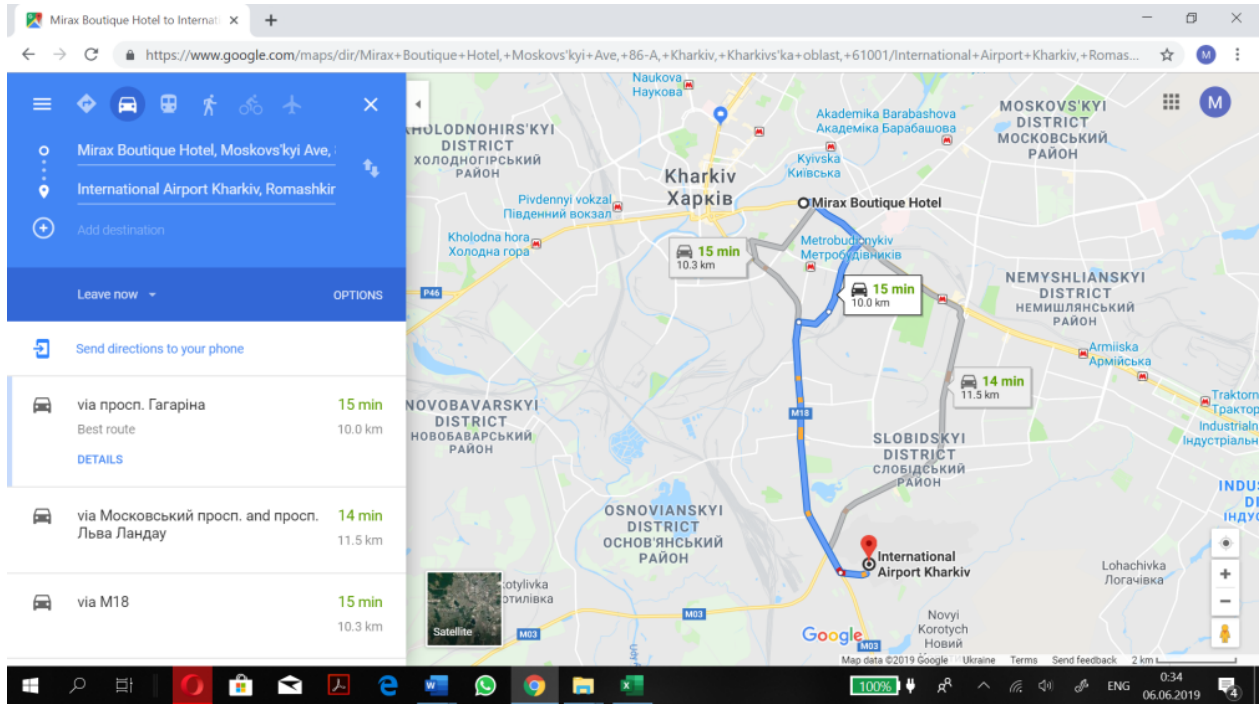 Mirax Boutique Hotel to Internati
https://www.google.com/maps/dir/Mirax+Boutique+Hotel,+Moskovs'kyi+Ave,+86-A,+Kharkiv,+Kharkivs'ka+oblast,+61001/International+Airport+Kharkiv,+Romas...
M
Mirax Boutique Hotel, Moskovs'kyi Ave,
International Airport Kharkiv, Romashkir
Add destination
Leave now
OPTIONS
Send directions to your phone
via просп. Гагаріна
15 min
Best route
10.0 km
DETAILS
via Московський просп. and просп.
Льва Ландау
14 min
11.5 km
via M18
15 min
10.3 km
Naukova
Наукова
HOLODNOHIRS'KYI
DISTRICT
ХОЛОДНОГІРСЬКИЙ
РАЙОН
Akademika Barabashova
Академіка Барабашова
MOSKOVS'KYI
DISTRICT
МОСКОВСЬКИЙ
РАЙОН
M
Kyivska
Київська
Kharkiv
Харків
Pivdennyi vokzal
Південний вокзал
Mirax Boutique Hotel
Kholodna hora
Холодна гора
Metrobudivnykiv
Метробудівників
15 min
10.3 km
15 min
10.0 km
P46
NEMYSHLIANSKYI
DISTRICT
НЕМИШЛЯНСЬКИЙ
РАЙОН
Armiiska
Армійська
14 min
11.5 km
Traktorn
Трактор
Industrialn
Індустріальн
NOVOBAVARSKYI
DISTRICT
НОВОБАВАРСЬКИЙ
РАЙОН
M18
SLOBIDSKYI
DISTRICT
СЛОБІДСЬКИЙ
РАЙОН
OSNOVIANSKYI
DISTRICT
ОСНОВ'ЯНСЬКИЙ
РАЙОН
INDUS
DI
ІНДУС
International
Airport Kharkiv
Lohachivka
Логачівка
otylivka
отилівка
Satellite
M03
M03
Novyi
Korotych
Новий
Google
M03
Map data ©2019 Google
Ukraine
Terms
Send feedback
2 km
100%
ENG
0:34
06.06.2019
4